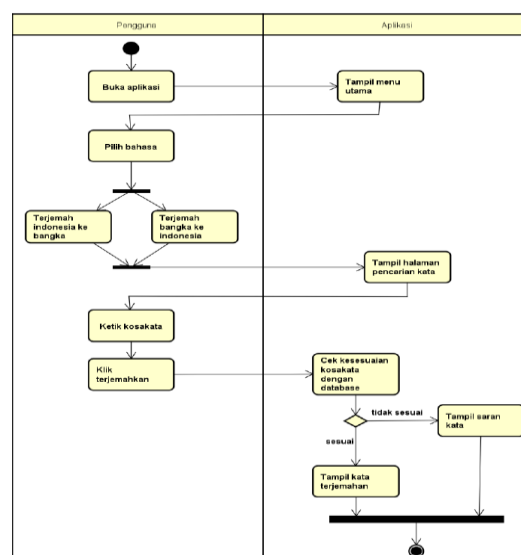 Pengguna
Aplikasi
Buka aplikasi
Tampil menu
utama
Pilih bahasa
Terjemah
indonesia ke
bangka
Terjemah
bangka ke
indonesia
Tampil halaman
pencarian kata
Ketik kosakata
Klik
terjemahkan
Cek kesesuaian
kosakata
dengan
database
tidak sesuai
Tampil saran
kata
sesuai
Tampil kata
terjemahan